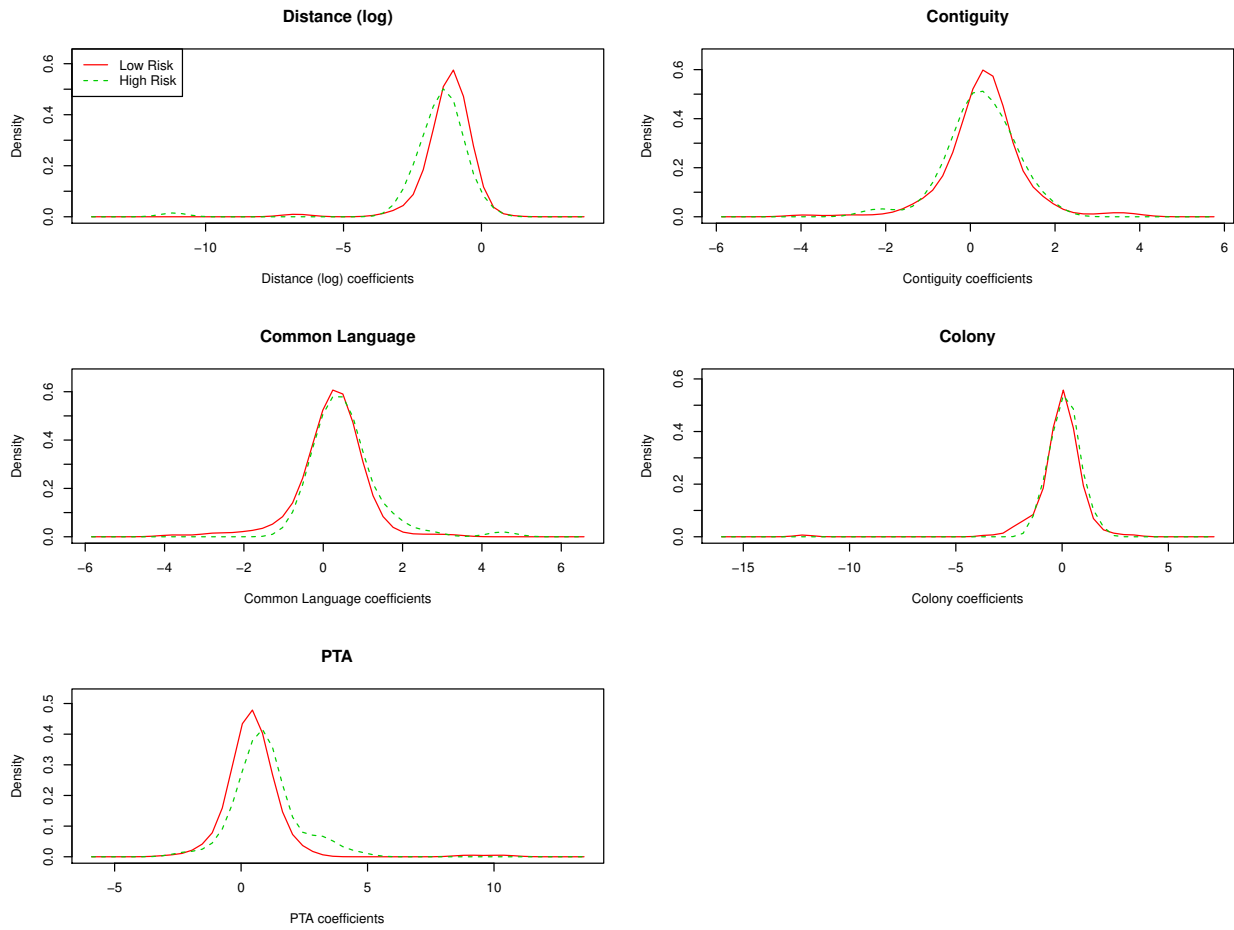 Distance (log)
Low Risk
High Risk
Density
0.0 0.2 0.4 0.6
−10 −5 0
Distance (log) coefficients
Contiguity
Density
0.0 0.2 0.4 0.6
−6 −4 −2 0 2 4 6
Contiguity coefficients
Common Language
Density
0.0 0.2 0.4 0.6
−6 −4 −2 0 2 4 6
Common Language coefficients
Colony
Density
0.0 0.2 0.4 0.6
−15 −10 −5 0 5
Colony coefficients
PTA
Density
0.0 0.1 0.2 0.3 0.4 0.5
−5 0 5 10
PTA coefficients